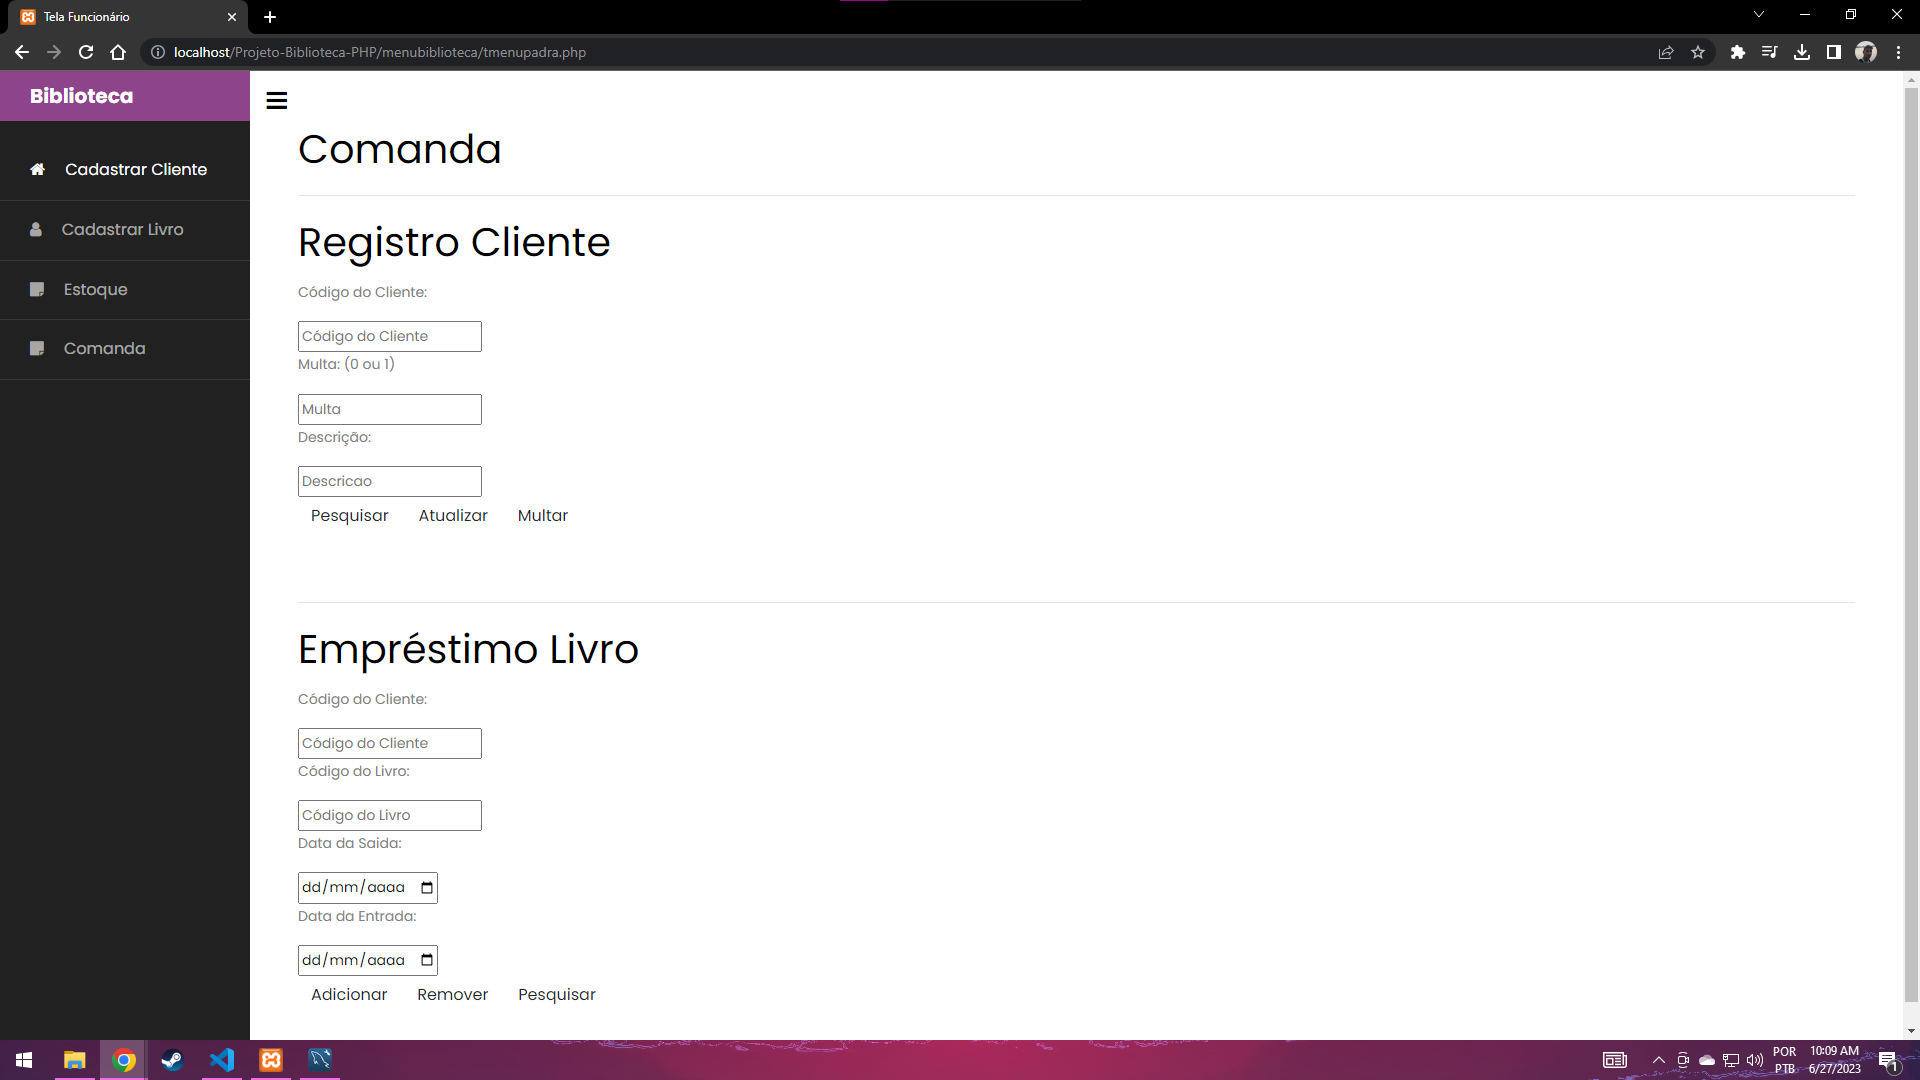 Tela Funcionário
localhost/Projeto-Biblioteca-PHP/menubiblioteca/tmenupadra.php
Biblioteca
Cadastrar Cliente
Cadastrar Livro
Estoque
Comanda
Comanda
Registro Cliente
Código do Cliente:
Código do Cliente
Multa: (0 ou 1)
Multa
Descrição:
Descricao
Pesquisar Atualizar Multar
Empréstimo Livro
Código do Cliente:
Código do Cliente
Código do Livro:
Código do Livro
Data da Saida:
dd/mm/aaaa
Data da Entrada:
dd/mm/aaaa
Adicionar Remover Pesquisar
POR 10:09 AM
PTB 6/27/2023
1